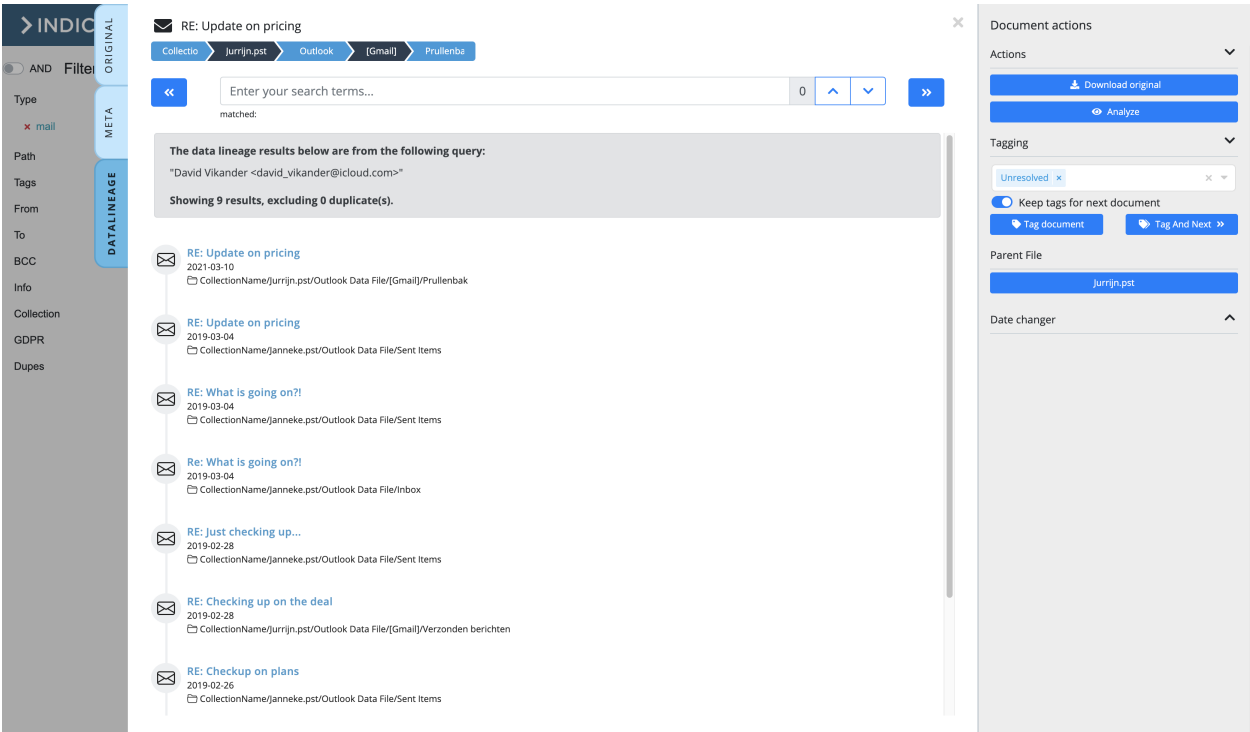 INDIC
AND Filter
Type
× mail
Path
Tags
From
To
BCC
Info
Collection
GDPR
Dupes
ORIGINAL
META
DATALINEAGE
RE: Update on pricing
×
Collectio Jurrijn.pst Outlook [Gmail] Prullenba
« Enter your search terms... 0 »
matched:
The data lineage results below are from the following query:
"David Vikander <david_vikander@icloud.com>"
Showing 9 results, excluding 0 duplicate(s).
RE: Update on pricing
2021-03-10
CollectionName/Jurrijn.pst/Outlook Data File/[Gmail]/Prullenbak
RE: Update on pricing
2019-03-04
CollectionName/Janneke.pst/Outlook Data File/Sent Items
RE: What is going on?!
2019-03-04
CollectionName/Janneke.pst/Outlook Data File/Sent Items
Re: What is going on?!
2019-03-04
CollectionName/Janneke.pst/Outlook Data File/Inbox
RE: Just checking up...
2019-02-28
CollectionName/Janneke.pst/Outlook Data File/Sent Items
RE: Checking up on the deal
2019-02-28
CollectionName/Jurrijn.pst/Outlook Data File/[Gmail]/Verzonden berichten
RE: Checkup on plans
2019-02-26
CollectionName/Janneke.pst/Outlook Data File/Sent Items
Document actions
Actions
Download original
Analyze
Tagging
Unresolved ×
Keep tags for next document
Tag document
Tag And Next »
Parent File
Jurrijn.pst
Date changer